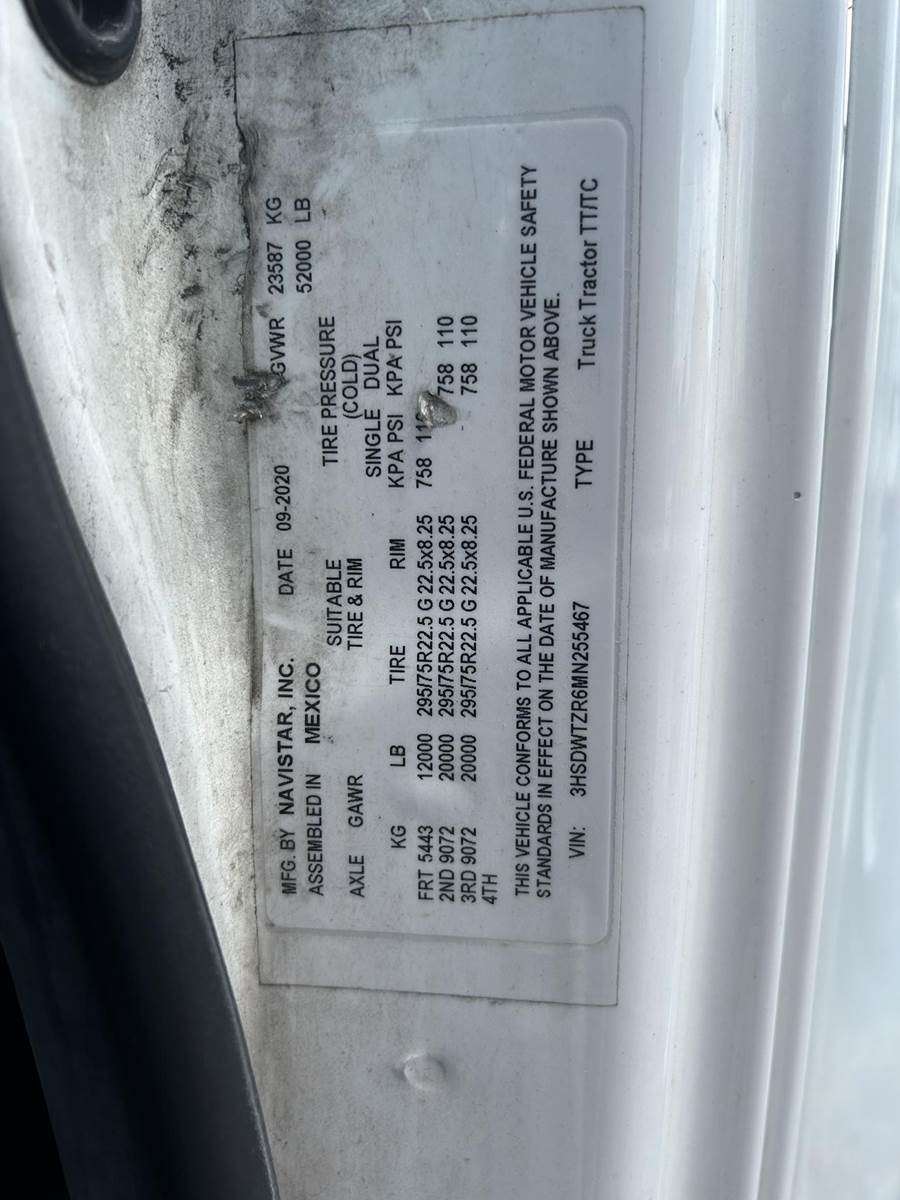 MFG. BY NAVISTAR, INC. DATE 09-2020 GVWR 23587 KG
ASSEMBLED IN MEXICO 52000 LB
SUITABLE TIRE PRESSURE
AXLE GAWR TIRE & RIM (COLD)
SINGLE DUAL
KG LB TIRE RIM KPA PSI KPA PSI
FRT 5443 12000 295/75R22.5 G 22.5x8.25 758
2ND 9072 20000 295/75R22.5 G 22.5x8.25 758 110
3RD 9072 20000 295/75R22.5 G 22.5x8.25 - 758 110
4TH
THIS VEHICLE CONFORMS TO ALL APPLICABLE U.S. FEDERAL MOTOR VEHICLE SAFETY
STANDARDS IN EFFECT ON THE DATE OF MANUFACTURE SHOWN ABOVE.
VIN: 3HSDWTZR6MN255467 TYPE Truck Tractor TT/TC